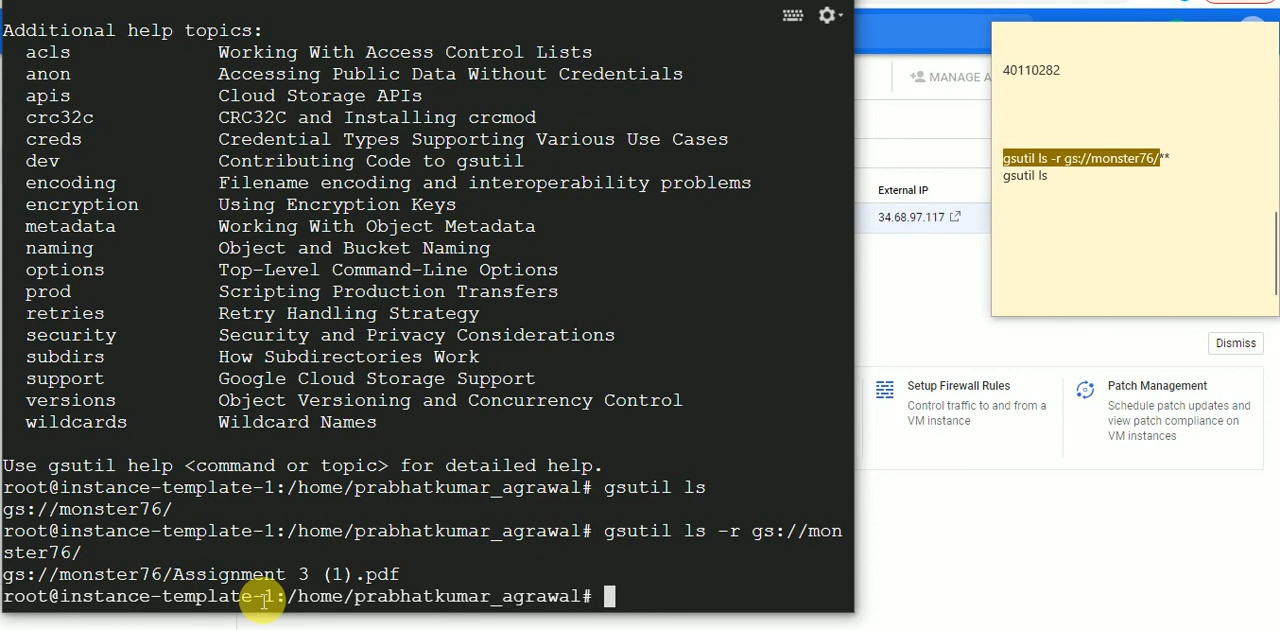 Additional help topics:
acls Working With Access Control Lists
anon Accessing Public Data Without Credentials
apis Cloud Storage APIs
crc32c CRC32C and Installing crcmod
creds Credential Types Supporting Various Use Cases
dev Contributing Code to gsutil
encoding Filename encoding and interoperability problems
encryption Using Encryption Keys
metadata Working With Object Metadata
naming Object and Bucket Naming
options Top-Level Command-Line Options
prod Scripting Production Transfers
retries Retry Handling Strategy
security Security and Privacy Considerations
subdirs How Subdirectories Work
support Google Cloud Storage Support
versions Object Versioning and Concurrency Control
wildcards Wildcard Names
Use gsutil help <command or topic> for detailed help.
root@instance-template-1:/home/prabhatkumar_agrawal# gsutil ls
gs://monster76/
root@instance-template-1:/home/prabhatkumar_agrawal# gsutil ls -r gs://mon
ster76/
gs://monster76/Assignment 3 (1).pdf
root@instance-template-1:/home/prabhatkumar_agrawal#
MANAGE A
External IP
34.68.97.117
40110282
gsutil ls -r gs://monster76/**
gsutil ls
Dismiss
Setup Firewall Rules
Control traffic to and from a
VM instance
Patch Management
Schedule patch updates and
view patch compliance on
VM instances